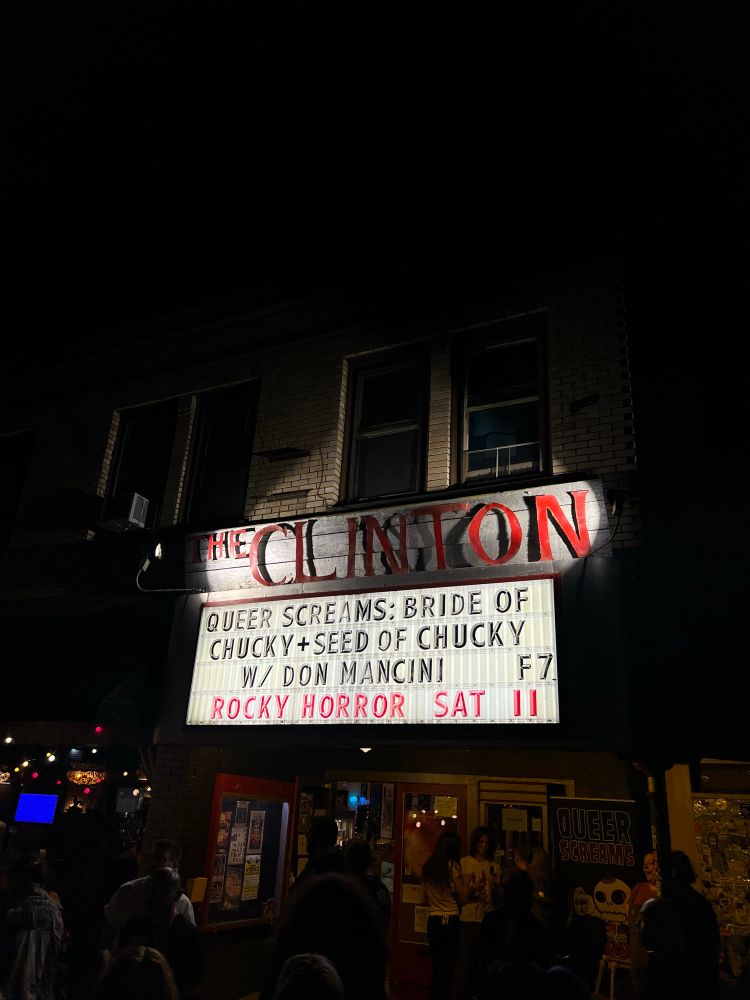 THE CLINTON
QUEER SCREAMS: BRIDE OF
CHUCKY+SEED OF CHUCKY
W/ DON MANCINI F7
ROCKY HORROR SAT 11
QUEER
SCREAMS